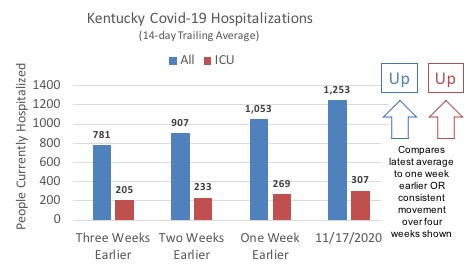 Kentucky Covid-19 Hospitalizations
(14-day Trailing Average)
All ICU
People Currently Hospitalized
1400
1200
1000
800
600
400
200
0
781
205
907
233
1,053
269
1,253
307
Three Weeks
Earlier
Two Weeks
Earlier
One Week
Earlier
11/17/2020
Up Up
Compares
latest average
to one week
earlier OR
consistent
movement
over four
weeks shown